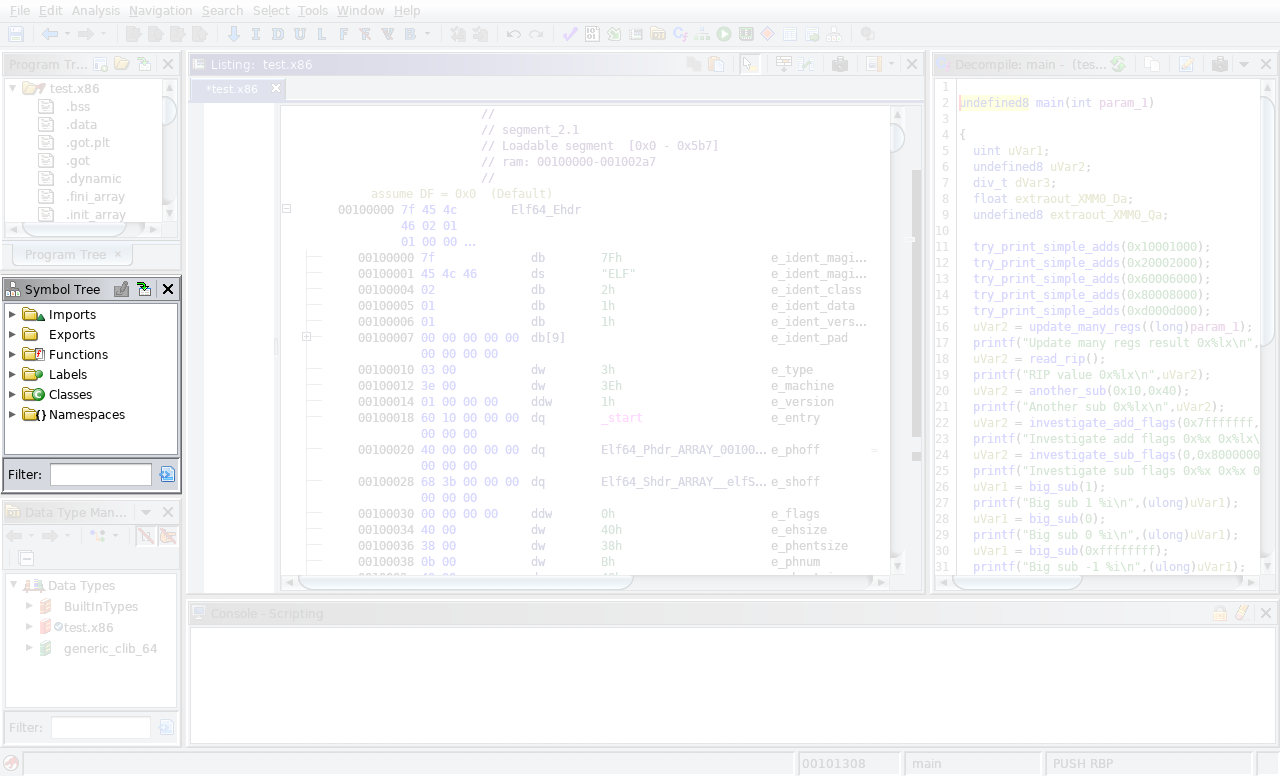 File Edit Analysis Navigation Search Select Tools Window Help
I D U L F R V B
Program Tr...
test.x86
.bss
.data
.got.plt
.got
.dynamic
.fini_array
.init_array
Program Tree ×
Symbol Tree
Imports
Exports
Functions
Labels
Classes
Namespaces
Filter:
Data Type Man...
Data Types
BuiltInTypes
test.x86
generic_clib_64
Filter:
Listing: test.x86
*test.x86
//
// segment_2.1
// Loadable segment [0x0 - 0x5b7]
// ram: 00100000-001002a7
//
assume DF = 0x0 (Default)
00100000 7f 45 4c Elf64_Ehdr
46 02 01
01 00 00 ...
00100000 7f db 7Fh e_ident_magi...
00100001 45 4c 46 ds "ELF" e_ident_magi...
00100004 02 db 2h e_ident_class
00100005 01 db 1h e_ident_data
00100006 01 db 1h e_ident_vers...
00100007 00 00 00 00 00 db[9] e_ident_pad
00 00 00 00
00100010 03 00 dw 3h e_type
00100012 3e 00 dw 3Eh e_machine
00100014 01 00 00 00 ddw 1h e_version
00100018 60 10 00 00 00 dq _start e_entry
00 00 00
00100020 40 00 00 00 00 dq Elf64_Phdr_ARRAY_00100... e_phoff
00 00 00
00100028 68 3b 00 00 00 dq Elf64_Shdr_ARRAY__elfS... e_shoff
00 00 00
00100030 00 00 00 00 ddw 0h e_flags
00100034 40 00 dw 40h e_ehsize
00100036 38 00 dw 38h e_phentsize
00100038 0b 00 dw Bh e_phnum
Decompile: main - (tes...
1
2 undefined8 main(int param_1)
3
4 {
5 uint uVar1;
6 undefined8 uVar2;
7 div_t dVar3;
8 float extraout_XMM0_Da;
9 undefined8 extraout_XMM0_Qa;
10
11 try_print_simple_adds(0x10001000);
12 try_print_simple_adds(0x20002000);
13 try_print_simple_adds(0x60006000);
14 try_print_simple_adds(0x80008000);
15 try_print_simple_adds(0xd000d000);
16 uVar2 = update_many_regs((long)param_1);
17 printf("Update many regs result 0x%lx\n",
18 uVar2 = read_rip();
19 printf("RIP value 0x%lx\n",uVar2);
20 uVar2 = another_sub(0x10,0x40);
21 printf("Another sub 0x%lx\n",uVar2);
22 uVar2 = investigate_add_flags(0x7fffffff,
23 printf("Investigate add flags 0x%x 0x%lx\
24 uVar2 = investigate_sub_flags(0,0x8000000
25 printf("Investigate sub flags 0x%x 0x%x 0
26 uVar1 = big_sub(1);
27 printf("Big sub 1 %i\n",(ulong)uVar1);
28 uVar1 = big_sub(0);
29 printf("Big sub 0 %i\n",(ulong)uVar1);
30 uVar1 = big_sub(0xffffffff);
31 printf("Big sub -1 %i\n",(ulong)uVar1);
Console - Scripting
00101308 main PUSH RBP